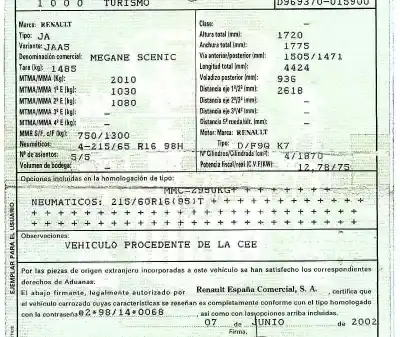 1000 TURISMO D969370-015900
Marca: RENAULT
Tipo: JA
Variante: JAA5
Denominación comercial: MEGANE SCENIC
Tara (kg): 1485
MTMA/MMA (kg): 2010
MTMA/MMA 1º E (kg): 1030
MTMA/MMA 2º E (kg): 1080
MTMA/MMA 3º E (kg): —
MTMA/MMA 4º E (kg): —
MMR S/F, c/F (kg): 750/1300
Neumáticos: 4-215/65 R16 98H
Nº de asientos: 5/5
Volumen de bodega: —
Clase: —
Altura total (mm): 1720
Anchura total (mm): 1775
Vía anterior/posterior (mm): 1505/1471
Longitud total (mm): 4424
Voladizo posterior (mm): 936
Distancia eje 1º/2º (mm): 2618
Distancia eje 2º/3º (mm): —
Distancia eje 3º/4º (mm): —
Distancia 5ª rueda/últ. (mm): —
Motor: Marca: RENAULT
Tipo: D/F9Q K7
Nº Cilindros/Cilindrada (cm³): 4/1870
Potencia fiscal/real (C.V.F/KW): 12,78/75
Opciones incluidas en la homologación de tipo:
MMC-2950KG+ + + + + + + +
NEUMATICOS: 215/60R16(95)T + + + + + + + + + +
Observaciones:
VEHICULO PROCEDENTE DE LA CEE
Por las piezas de origen extranjero incorporadas a este vehículo se han satisfecho los correspondientes
derechos de Aduanas.
El abajo firmante, legalmente autorizado por Renault España Comercial, S. A. , certifica que
el vehículo carrozado cuyas características se reseñan es completamente conforme con el tipo homologado
con la contraseña e2*98/14*0068 , así como con las opciones arriba incluidas.
07 de JUNIO de 2002
Firma,
EJEMPLAR PARA EL USUARIO